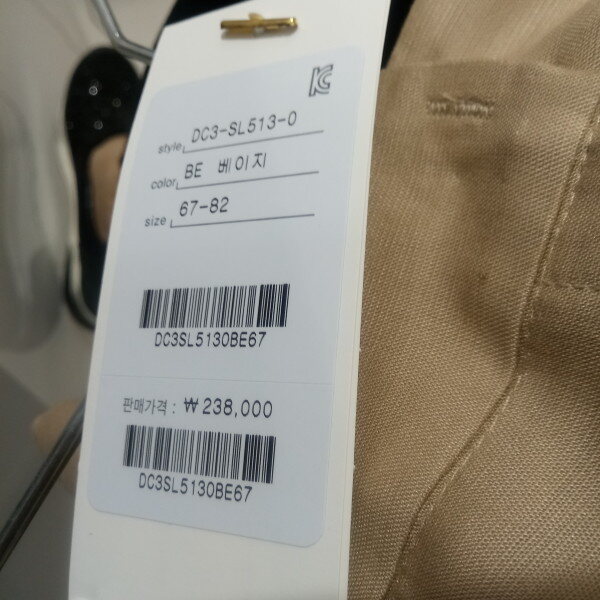 KC
style DC3-SL513-0
color BE 베이지
size 67-82
DC3SL5130BE67
판매가격 : ₩ 238,000
DC3SL5130BE67